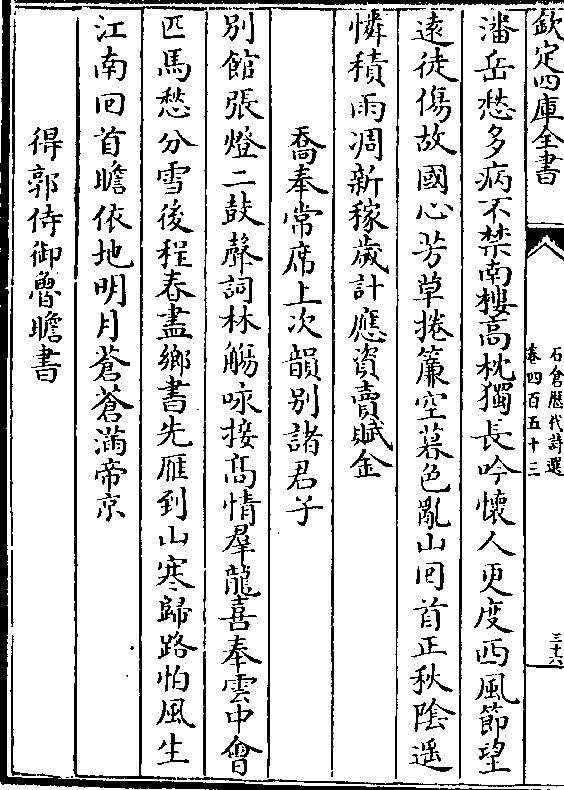 欽定四庫全書
石倉歷代詩選
卷四百五十三
三十六
潘岳愁多病不禁南樓高枕獨長吟懷人更度西風節望
遠徒傷故國心芳草捲簾空暮色亂山回首正秋陰遥
憐積雨凋新稼歲計應資賣賦金
喬奉常席上次韻别諸君子
别館張燈二鼓聲詞林觴咏接髙情羣龍喜奉雲中會
匹馬愁分雪後程春盡鄉書先雁到山寒歸路怕風生
江南回首瞻依地明月蒼蒼滿帝京
得郭侍御魯瞻書